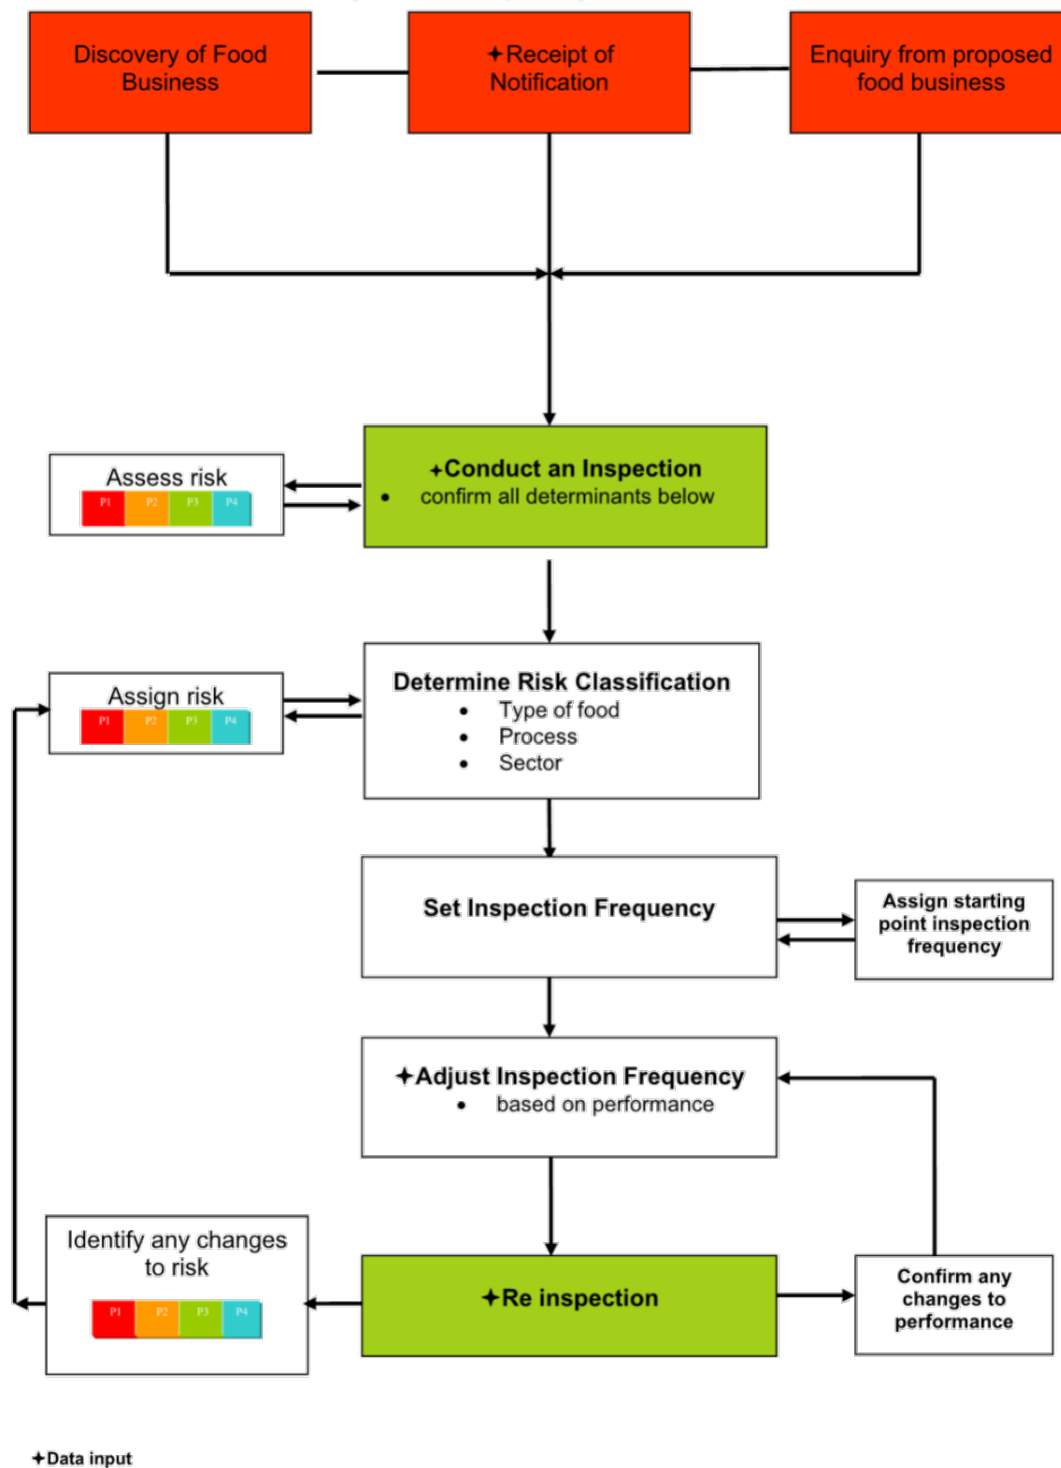 Discovery of Food
Business
✦Receipt of
Notification
Enquiry from proposed
food business
Assess risk
P1 P2 P3 P4
✦Conduct an Inspection
• confirm all determinants below
Assign risk
P1 P2 P3 P4
Determine Risk Classification
• Type of food
• Process
• Sector
Set Inspection Frequency
Assign starting
point inspection
frequency
✦Adjust Inspection Frequency
• based on performance
Identify any changes
to risk
P1 P2 P3 P4
✦Re inspection
Confirm any
changes to
performance
✦Data input